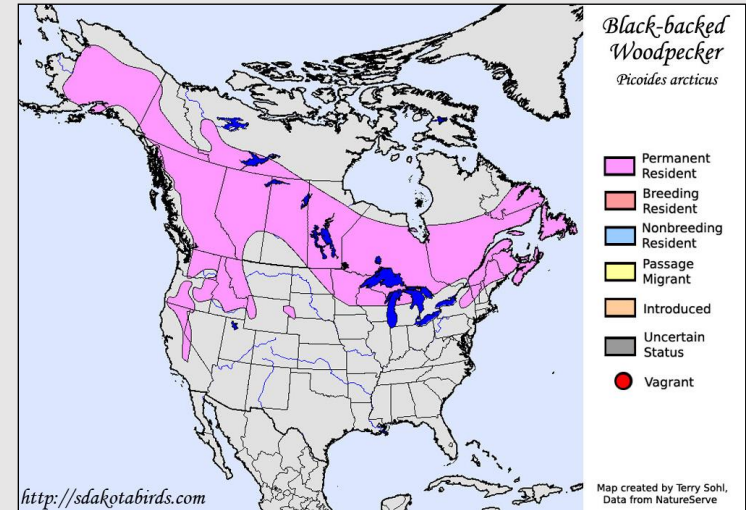 Black-backed
Woodpecker
Picoides arcticus
Permanent
Resident
Breeding
Resident
Nonbreeding
Resident
Passage
Migrant
Introduced
Uncertain
Status
Vagrant
http://sdakotabirds.com
Map created by Terry Sohl,
Data from NatureServe